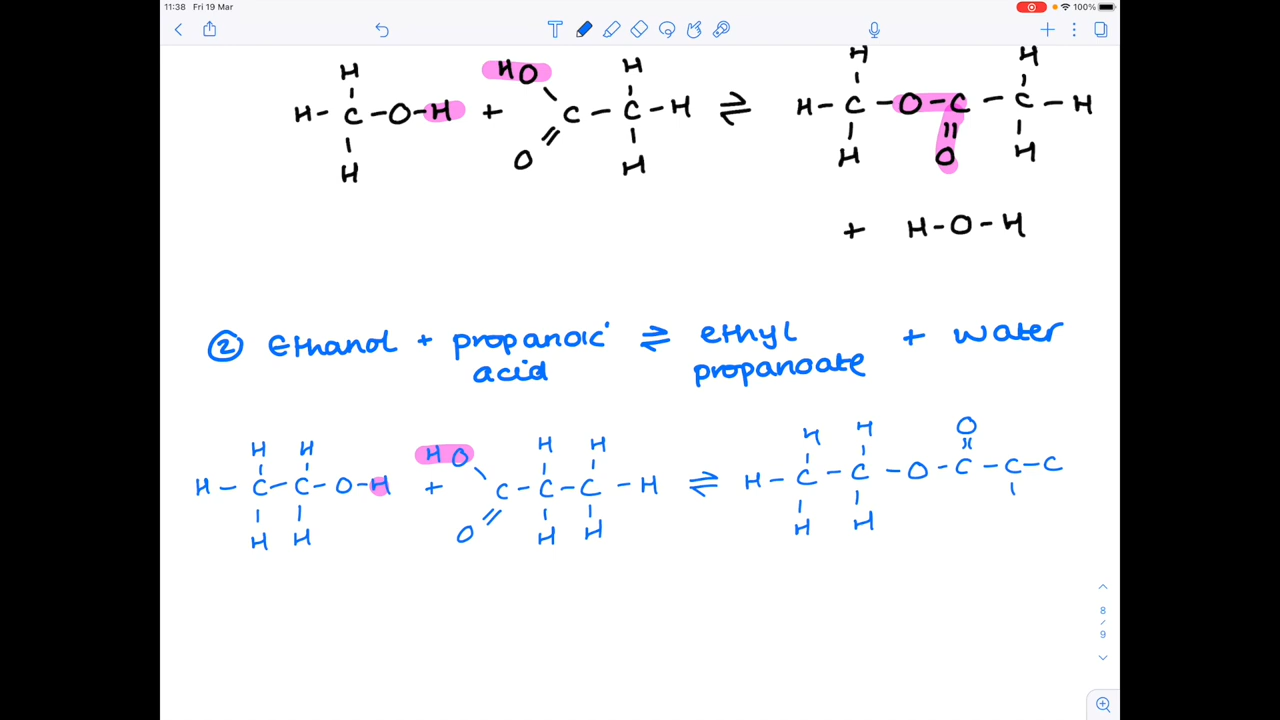 11:38 Fri 19 Mar 100%
T
H H H H
HO
H - C - O - H + C - C - H ⇌ H - C - O - C - C - H
O O
H H H H
+ H - O - H
② Ethanol + propanoic ⇌ ethyl + water
acid propanoate
O
H H HO H H H H
H - C - C - O - H + C - C - C - H ⇌ H - C - C - O - C - C - C
H H O H H H H
8
/
9